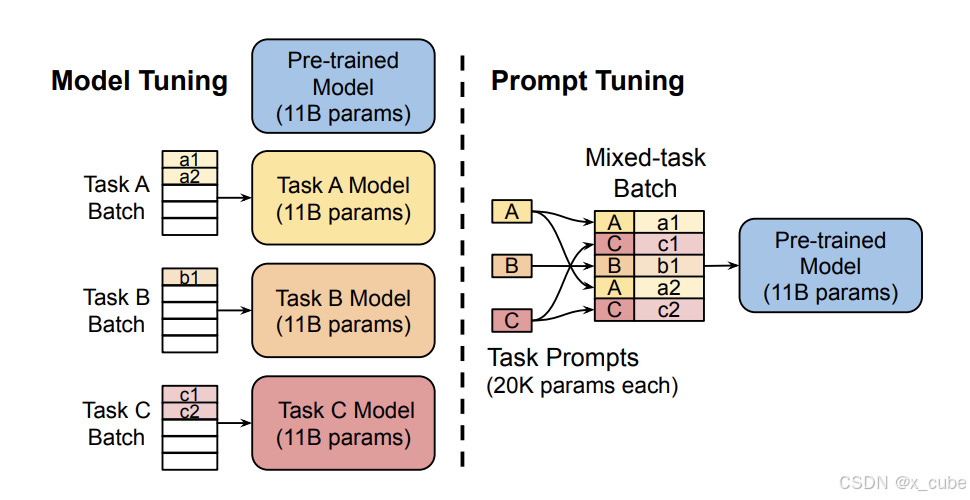 Model Tuning
Pre-trained
Model
(11B params)
a1
a2
Task A
Batch
Task A Model
(11B params)
b1
Task B
Batch
Task B Model
(11B params)
c1
c2
Task C
Batch
Task C Model
(11B params)
Prompt Tuning
Mixed-task
Batch
A
B
C
A a1
C c1
B b1
A a2
C c2
Pre-trained
Model
(11B params)
Task Prompts
(20K params each)
CSDN @x_cube